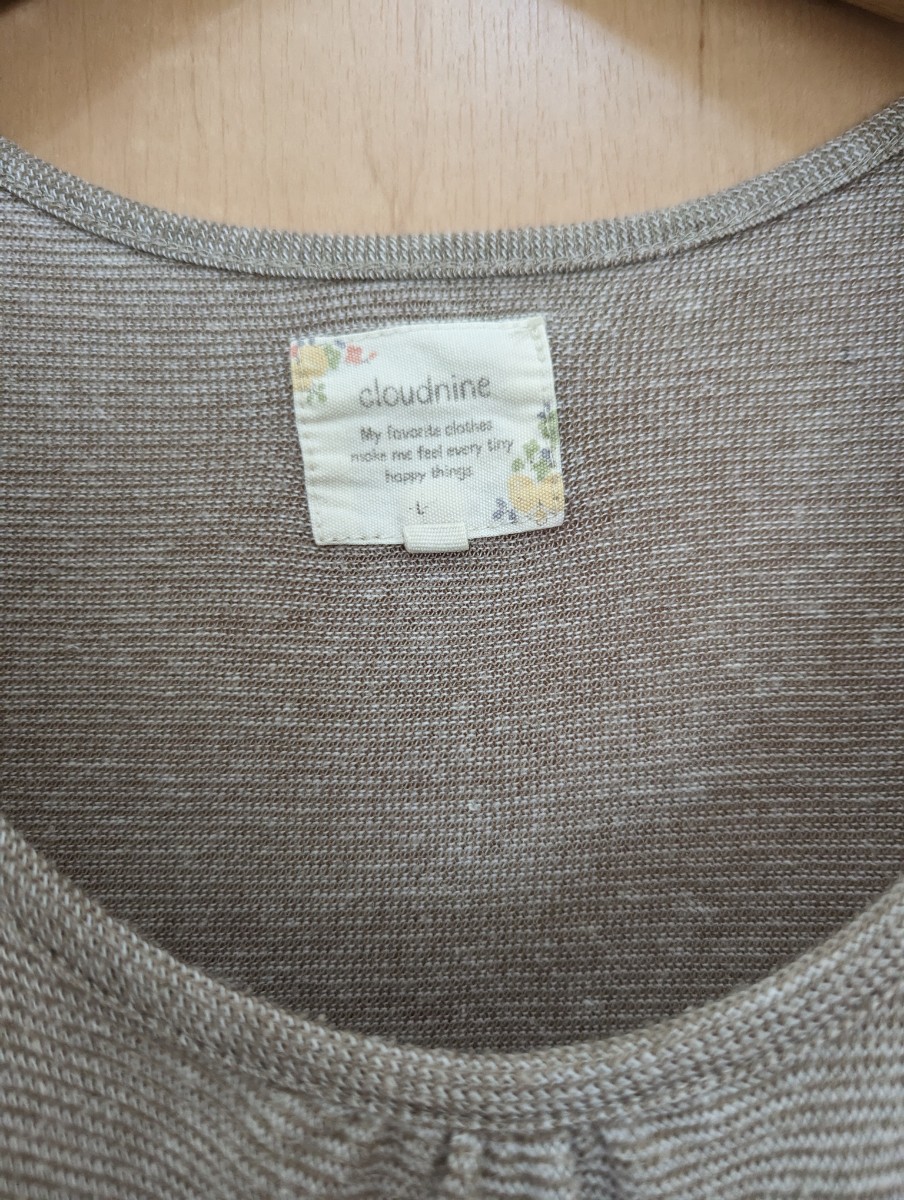 cloudnine
My favorite clothes
make me feel every tiny
happy things
-L-